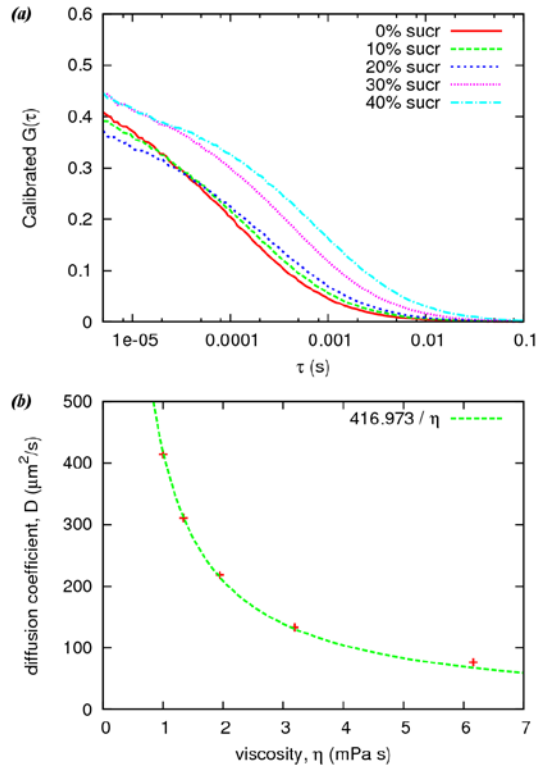 (a)
0.6
0.5
0.4
0.3
0.2
0.1
0
Calibrated G(τ)
0% sucr
10% sucr
20% sucr
30% sucr
40% sucr
1e-05 0.0001 0.001 0.01 0.1
τ (s)
(b)
500
400
300
200
100
0
diffusion coefficient, D (μm²/s)
416.973 / η
0 1 2 3 4 5 6 7
viscosity, η (mPa s)